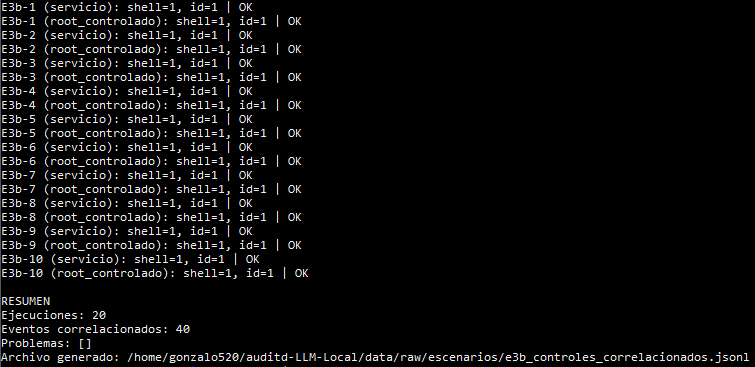 E3b-1 (servicio): shell=1, id=1 | OK
E3b-1 (root_controlado): shell=1, id=1 | OK
E3b-2 (servicio): shell=1, id=1 | OK
E3b-2 (root_controlado): shell=1, id=1 | OK
E3b-3 (servicio): shell=1, id=1 | OK
E3b-3 (root_controlado): shell=1, id=1 | OK
E3b-4 (servicio): shell=1, id=1 | OK
E3b-4 (root_controlado): shell=1, id=1 | OK
E3b-5 (servicio): shell=1, id=1 | OK
E3b-5 (root_controlado): shell=1, id=1 | OK
E3b-6 (servicio): shell=1, id=1 | OK
E3b-6 (root_controlado): shell=1, id=1 | OK
E3b-7 (servicio): shell=1, id=1 | OK
E3b-7 (root_controlado): shell=1, id=1 | OK
E3b-8 (servicio): shell=1, id=1 | OK
E3b-8 (root_controlado): shell=1, id=1 | OK
E3b-9 (servicio): shell=1, id=1 | OK
E3b-9 (root_controlado): shell=1, id=1 | OK
E3b-10 (servicio): shell=1, id=1 | OK
E3b-10 (root_controlado): shell=1, id=1 | OK
RESUMEN
Ejecuciones: 20
Eventos correlacionados: 40
Problemas: []
Archivo generado: /home/gonzalo520/auditd-LLM-Local/data/raw/escenarios/e3b_controles_correlacionados.jsonl